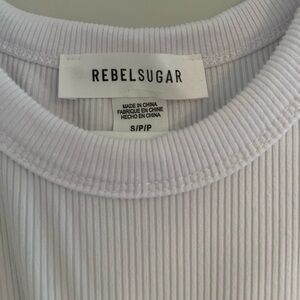 REBELSUGAR
MADE IN CHINA
FABRIQUÉ EN CHINE
HECHO EN CHINA
S/P/P